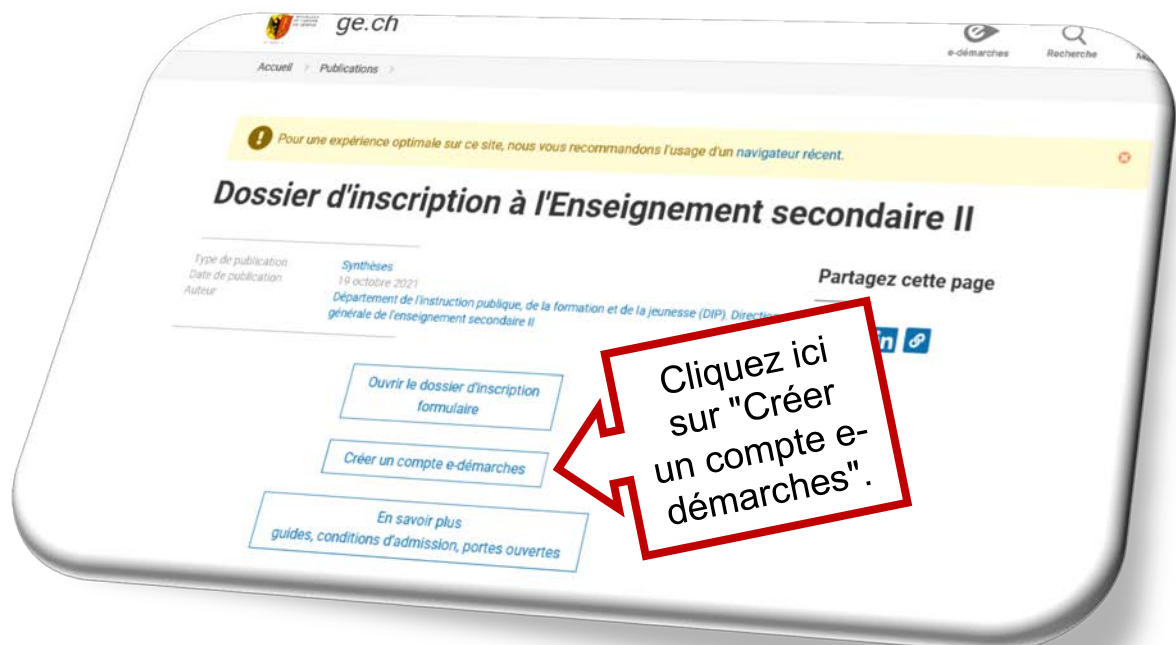 ge.ch
e-démarches
Recherche
Accueil > Publications >
Pour une expérience optimale sur ce site, nous vous recommandons l'usage d'un navigateur récent.
Dossier d'inscription à l'Enseignement secondaire II
Type de publication Synthèses
Date de publication 19 octobre 2021
Auteur Département de l'instruction publique, de la formation et de la jeunesse (DIP).
générale de l'enseignement secondaire II
Partagez cette page
in
Ouvrir le dossier d'inscription
formulaire
Créer un compte e-démarches
En savoir plus
guides, conditions d'admission, portes ouvertes
Cliquez ici
sur "Créer
un compte e-
démarches".